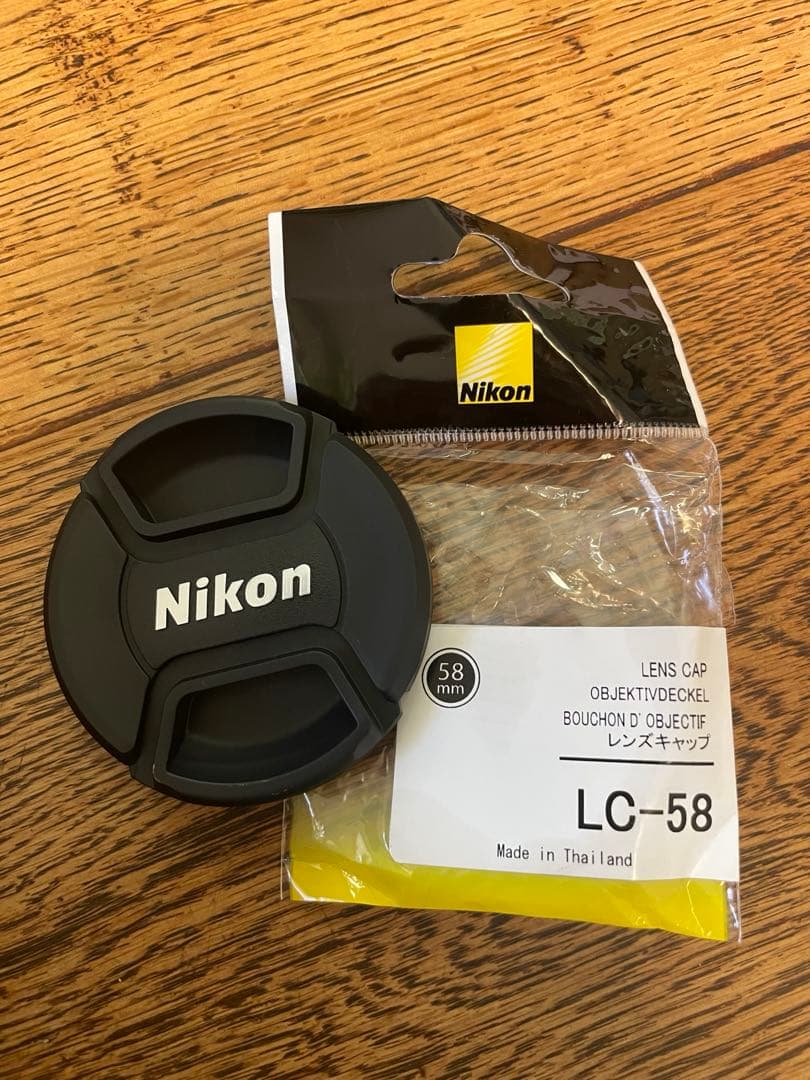 Nikon
Nikon
58
mm
LENS CAP
OBJEKTIVDECKEL
BOUCHON D' OBJECTIF
レンズキャップ
LC-58
Made in Thailand